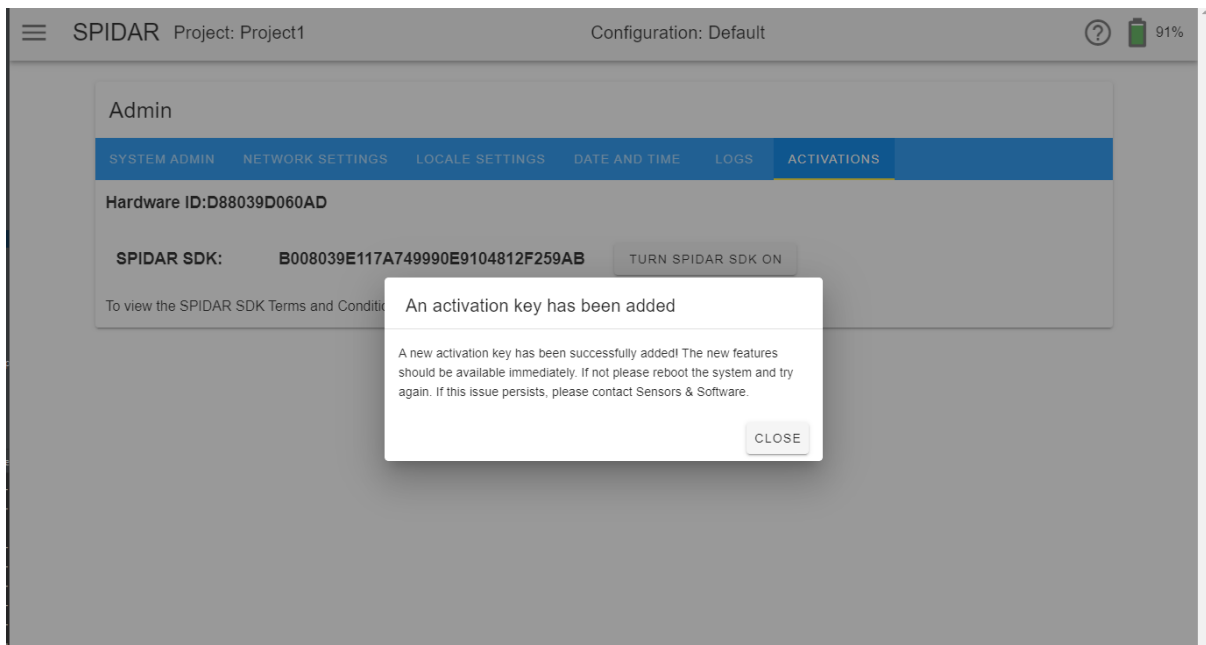 SPIDAR Project: Project1 Configuration: Default 91%
Admin
SYSTEM ADMIN NETWORK SETTINGS LOCALE SETTINGS DATE AND TIME LOGS ACTIVATIONS
Hardware ID:D88039D060AD
SPIDAR SDK: B008039E117A749990E9104812F259AB TURN SPIDAR SDK ON
To view the SPIDAR SDK Terms and
An activation key has been added
A new activation key has been successfully added! The new features
should be available immediately. If not please reboot the system and try
again. If this issue persists, please contact Sensors & Software.
CLOSE